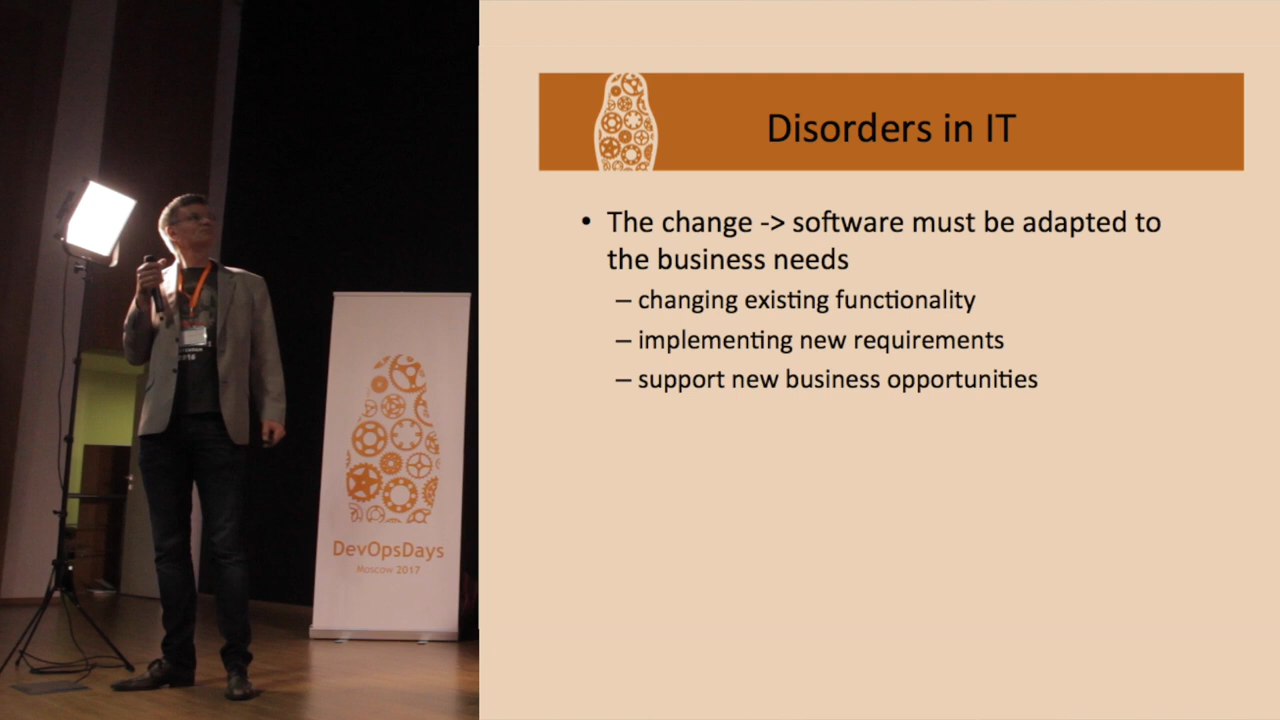 Disorders in IT
• The change -> software must be adapted to
the business needs
– changing existing functionality
– implementing new requirements
– support new business opportunities
DevOpsDays
Moscow 2017